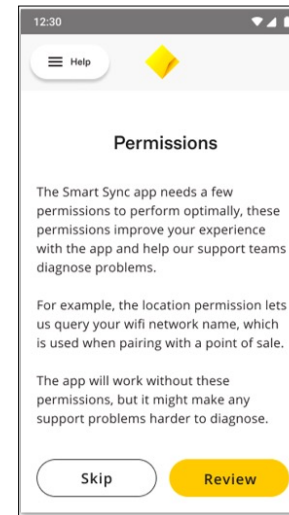 12:30
Help
Permissions
The Smart Sync app needs a few
permissions to perform optimally, these
permissions improve your experience
with the app and help our support teams
diagnose problems.
For example, the location permission lets
us query your wifi network name, which
is used when pairing with a point of sale.
The app will work without these
permissions, but it might make any
support problems harder to diagnose.
Skip
Review